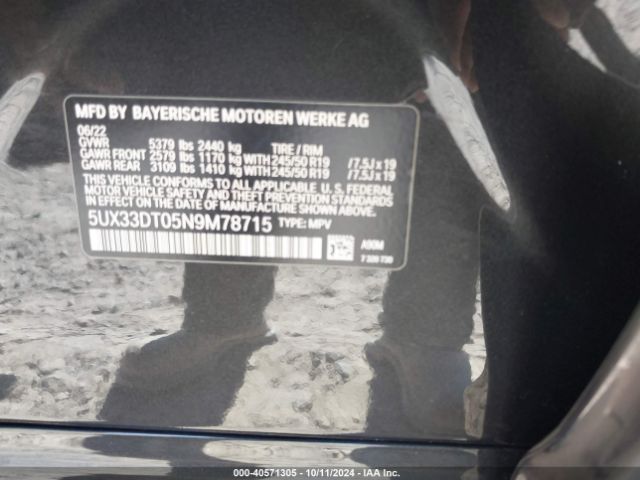 MFD BY BAYERISCHE MOTOREN WERKE AG
06/22
GVWR 5379 lbs 2440 kg TIRE / RIM
GAWR FRONT 2579 lbs 1170 kg WITH 245/50 R19 /7.5J x 19
GAWR REAR 3109 lbs 1410 kg WITH 245/50 R19 /7.5J x 19
THIS VEHICLE CONFORMS TO ALL APPLICABLE U. S. FEDERAL
MOTOR VEHICLE SAFETY AND THEFT PREVENTION STANDARDS
IN EFFECT ON THE DATE OF MANUFACTURE SHOWN ABOVE.
5UX33DT05N9M78715 TYPE: MPV
A90M
000-40571305 | 10/11/2024 | IAA Holdings, LLC.